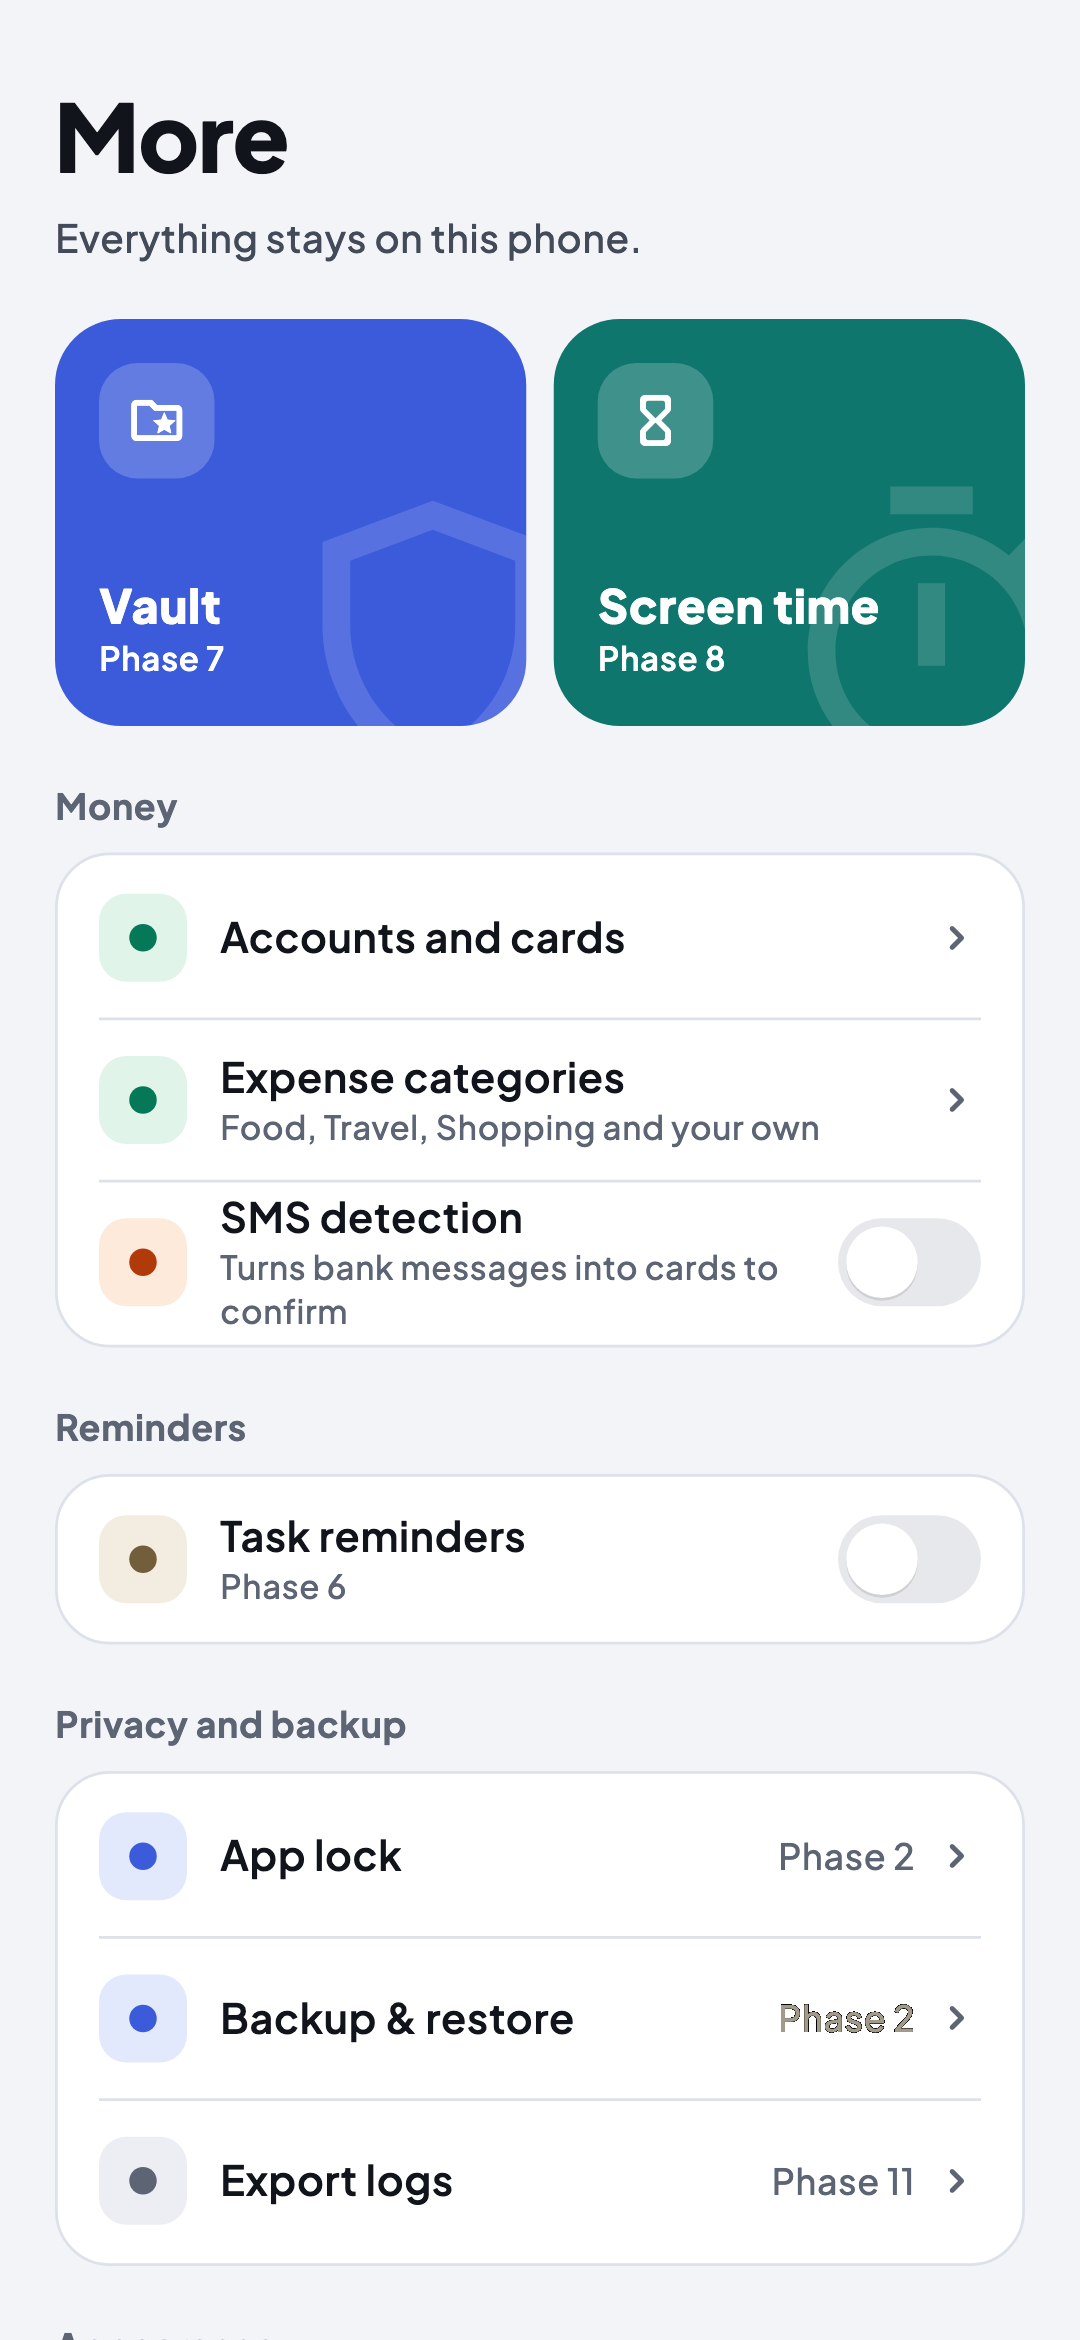 More
Everything stays on this phone.
Vault
Phase 7
Screen time
Phase 8
Money
Accounts and cards
Expense categories
Food, Travel, Shopping and your own
SMS detection
Turns bank messages into cards to
confirm
Reminders
Task reminders
Phase 6
Privacy and backup
App lock
Phase 2
Backup & restore
Phase 2
Export logs
Phase 11